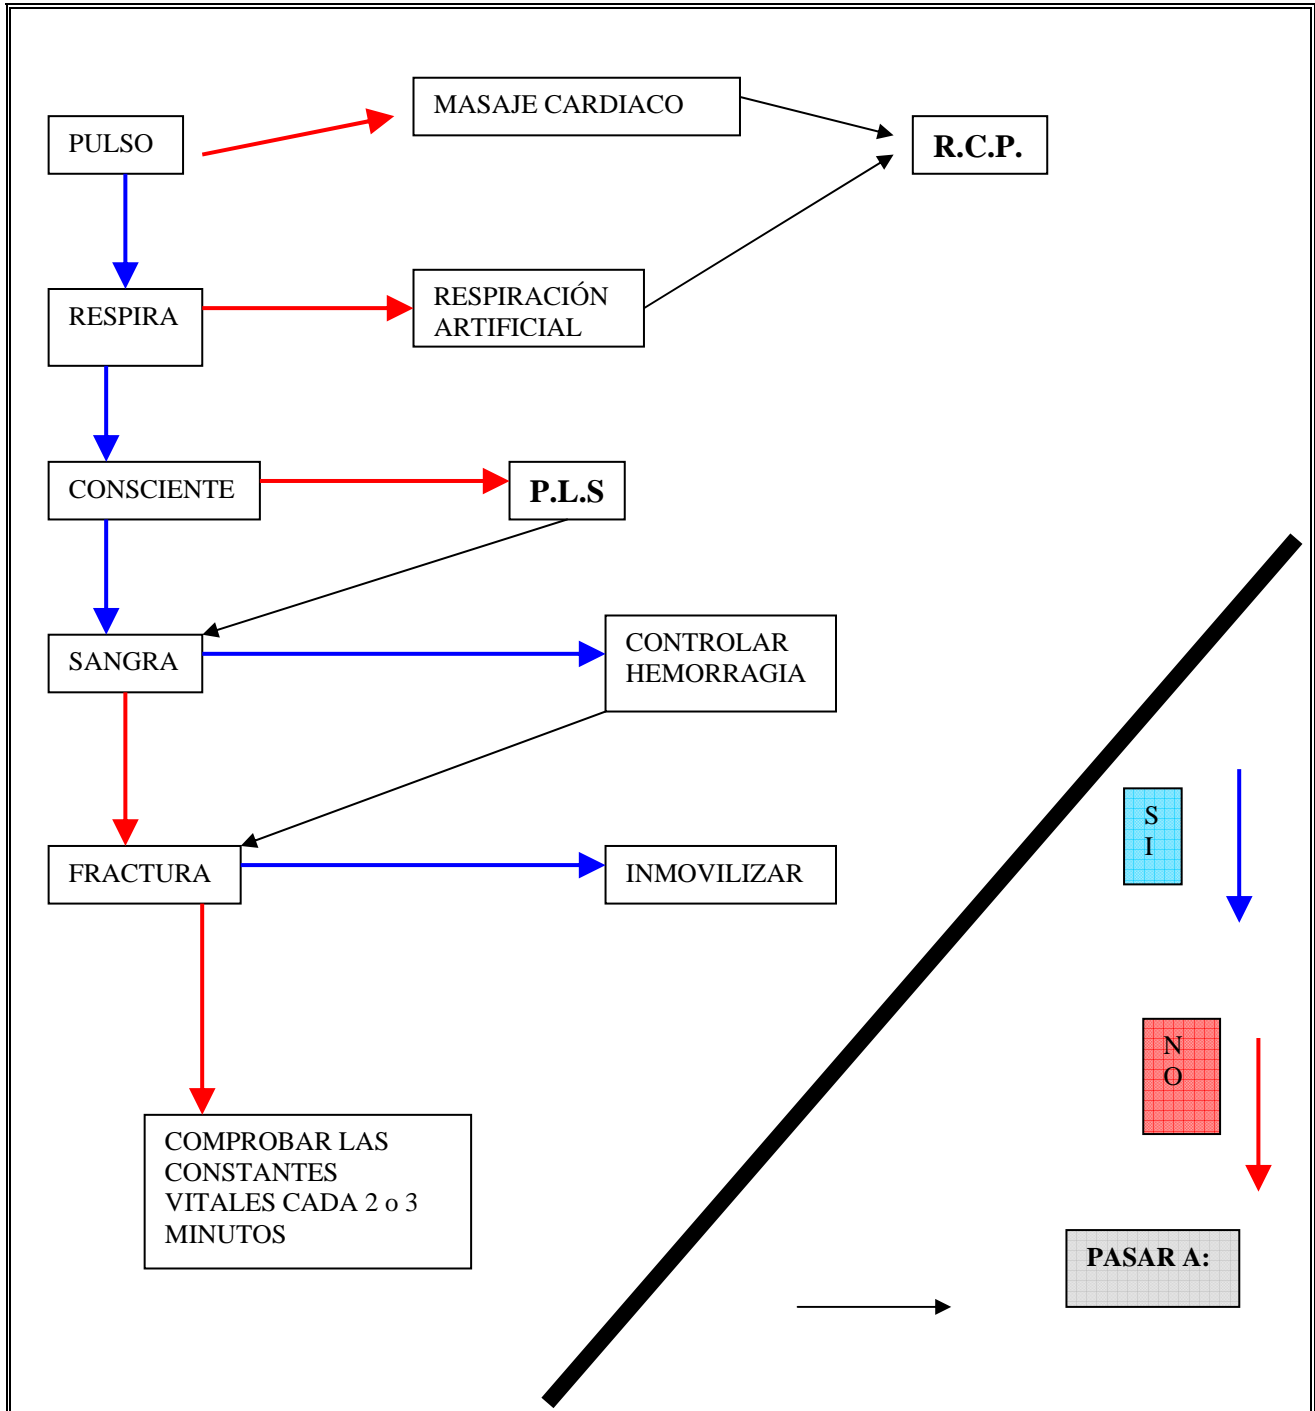 MASAJE CARDIACO
PULSO
R.C.P.
RESPIRA
RESPIRACIÓN
ARTIFICIAL
CONSCIENTE
P.L.S
SANGRA
CONTROLAR
HEMORRAGIA
S
I
FRACTURA
INMOVILIZAR
N
O
COMPROBAR LAS
CONSTANTES
VITALES CADA 2 o 3
MINUTOS
PASAR A: